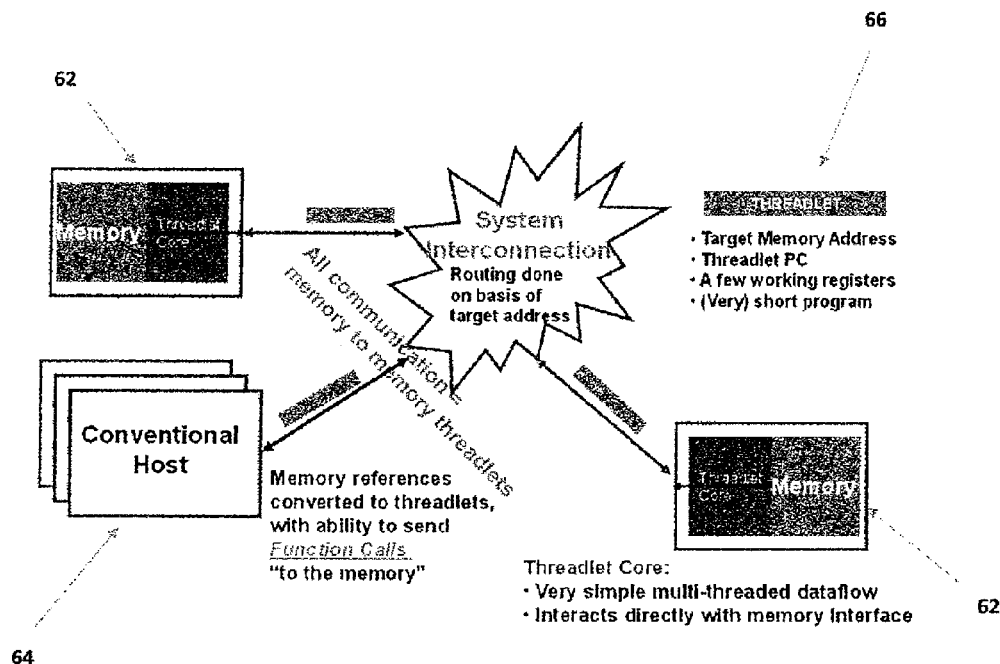 66
62
THREADLET
Memory
Threadlet
Core
System
Interconnection
Routing done
on basis of
target address
• Target Memory Address
• Threadlet PC
• A few working registers
• (Very) short program
All communication =
memory to memory threadlets
Conventional
Host
Memory references
converted to threadlets,
with ability to send
Function Calls
"to the memory"
Threadlet
Core
Memory
Threadlet Core:
• Very simple multi-threaded dataflow
• Interacts directly with memory Interface
62
64